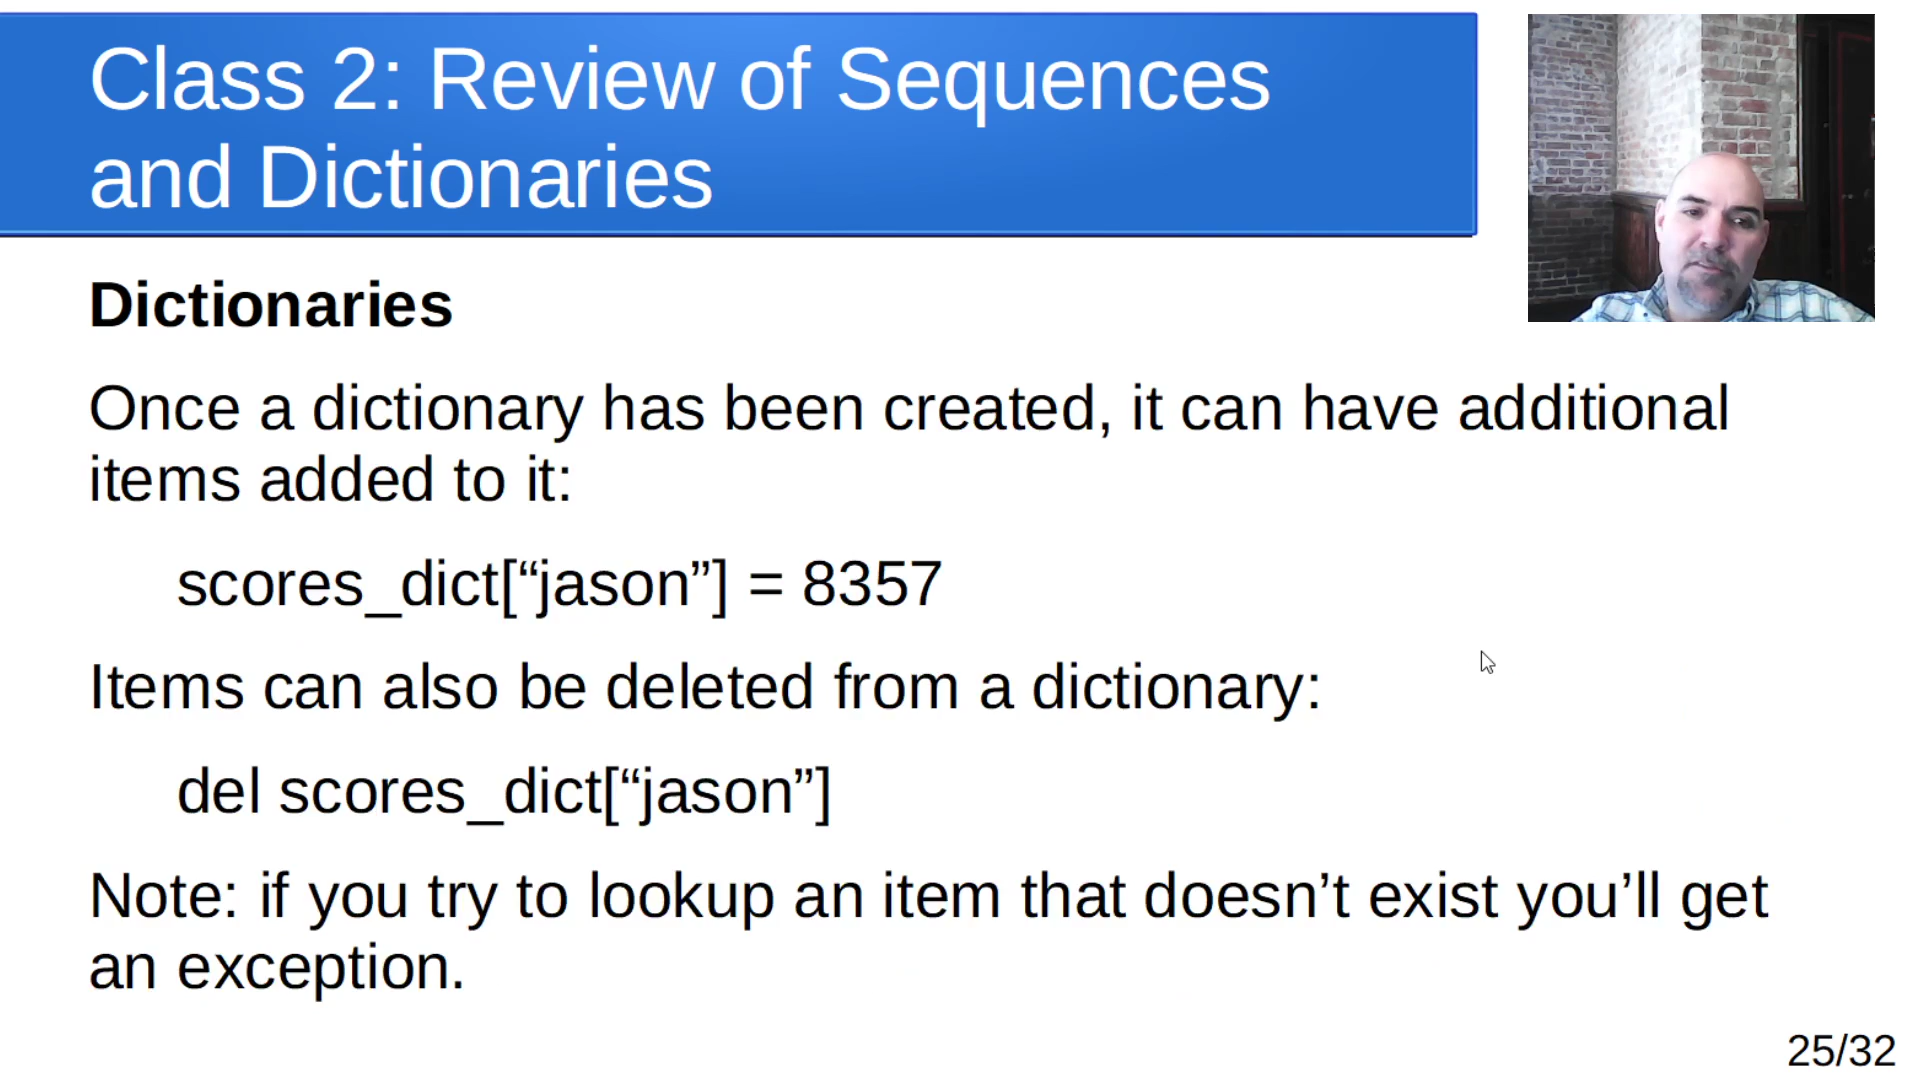 Class 2: Review of Sequences
and Dictionaries
Dictionaries
Once a dictionary has been created, it can have additional
items added to it:
scores_dict[“jason”] = 8357
Items can also be deleted from a dictionary:
del scores_dict[“jason”]
Note: if you try to lookup an item that doesn’t exist you’ll get
an exception.
25/32